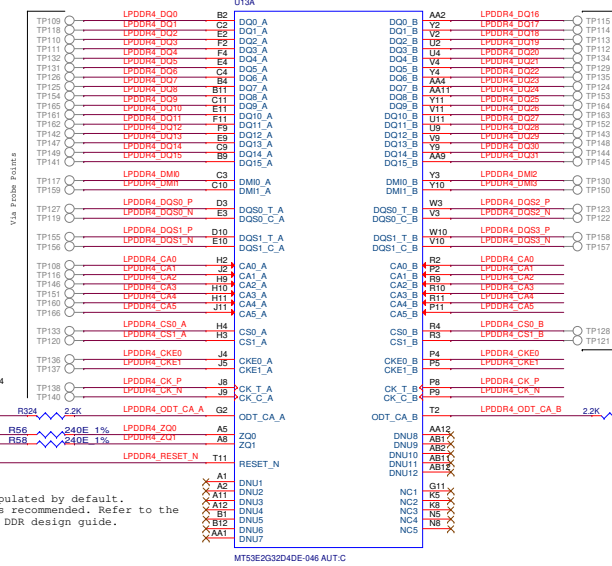 U13A
TP109 LPDDR4_DQ0 B2 DQ0_A DQ0_B AA2 LPDDR4_DQ16 TP115
TP118 LPDDR4_DQ1 C2 DQ1_A DQ1_B Y2 LPDDR4_DQ17 TP114
TP110 LPDDR4_DQ2 E2 DQ2_A DQ2_B V2 LPDDR4_DQ18 TP113
TP111 LPDDR4_DQ3 F2 DQ3_A DQ3_B U2 LPDDR4_DQ19 TP112
TP132 LPDDR4_DQ4 F4 DQ4_A DQ4_B U4 LPDDR4_DQ20 TP134
TP131 LPDDR4_DQ5 E4 DQ5_A DQ5_B V4 LPDDR4_DQ21 TP129
TP126 LPDDR4_DQ6 C4 DQ6_A DQ6_B Y4 LPDDR4_DQ22 TP135
TP125 LPDDR4_DQ7 B4 DQ7_A DQ7_B AA4 LPDDR4_DQ23 TP124
TP154 LPDDR4_DQ8 B11 DQ8_A DQ8_B AA11 LPDDR4_DQ24 TP153
TP165 LPDDR4_DQ9 C11 DQ9_A DQ9_B Y11 LPDDR4_DQ25 TP164
TP161 LPDDR4_DQ10 E11 DQ10_A DQ10_B V11 LPDDR4_DQ26 TP163
TP162 LPDDR4_DQ11 F11 DQ11_A DQ11_B U11 LPDDR4_DQ27 TP152
TP142 LPDDR4_DQ12 F9 DQ12_A DQ12_B U9 LPDDR4_DQ28 TP143
TP147 LPDDR4_DQ13 E9 DQ13_A DQ13_B V9 LPDDR4_DQ29 TP148
TP149 LPDDR4_DQ14 C9 DQ14_A DQ14_B Y9 LPDDR4_DQ30 TP144
TP141 LPDDR4_DQ15 B9 DQ15_A DQ15_B AA9 LPDDR4_DQ31 TP145
Via Probe Points
TP117 LPDDR4_DMI0 C3 DMI0_A DMI0_B Y3 LPDDR4_DMI2 TP130
TP159 LPDDR4_DMI1 C10 DMI1_A DMI1_B Y10 LPDDR4_DMI3 TP150
TP127 LPDDR4_DQS0_P D3 DQS0_T_A DQS0_T_B W3 LPDDR4_DQS2_P TP123
TP119 LPDDR4_DQS0_N E3 DQS0_C_A DQS0_C_B V3 LPDDR4_DQS2_N TP122
TP155 LPDDR4_DQS1_P D10 DQS1_T_A DQS1_T_B W10 LPDDR4_DQS3_P TP158
TP156 LPDDR4_DQS1_N E10 DQS1_C_A DQS1_C_B V10 LPDDR4_DQS3_N TP157
TP108 LPDDR4_CA0 H2 CA0_A CA0_B R2 LPDDR4_CA0
TP116 LPDDR4_CA1 J2 CA1_A CA1_B P2 LPDDR4_CA1
TP146 LPDDR4_CA2 H9 CA2_A CA2_B R9 LPDDR4_CA2
TP151 LPDDR4_CA3 H10 CA3_A CA3_B R10 LPDDR4_CA3
TP160 LPDDR4_CA4 H11 CA4_A CA4_B R11 LPDDR4_CA4
TP166 LPDDR4_CA5 J11 CA5_A CA5_B P11 LPDDR4_CA5
TP133 LPDDR4_CS0_A H4 CS0_A CS0_B R4 LPDDR4_CS0_B TP128
TP120 LPDDR4_CS1_A H3 CS1_A CS1_B R3 LPDDR4_CS1_B TP121
TP136 LPDDR4_CKE0 J4 CKE0_A CKE0_B P4 LPDDR4_CKE0
TP137 LPDDR4_CKE1 J5 CKE1_A CKE1_B P5 LPDDR4_CKE1
4
TP138 LPDDR4_CK_P J8 CK_T_A CK_T_B P8 LPDDR4_CK_P
TP140 LPDDR4_CK_N J9 CK_C_A CK_C_B P9 LPDDR4_CK_N
R324 2.2K LPDDR4_ODT_CA_A G2 ODT_CA_A ODT_CA_B T2 LPDDR4_ODT_CA_B 2.2K
R56 240E_1% LPDDR4_ZQ0 A5 ZQ0 DNU8 AA12
R58 240E_1% LPDDR4_ZQ1 A8 ZQ1 DNU9 AB1
DNU10 AB2
LPDDR4_RESET_N T11 RESET_N DNU11 AB11
DNU12 AB12
A1 DNU1
A2 DNU2 NC1 G11
A11 DNU3 NC2 K5
A12 DNU4 NC3 K8
B1 DNU5 NC4 N5
B12 DNU6 NC5 N8
AA1 DNU7
pulated by default.
s recommended. Refer to the
DDR design guide.
MT53E2G32D4DE-046 AUT:C